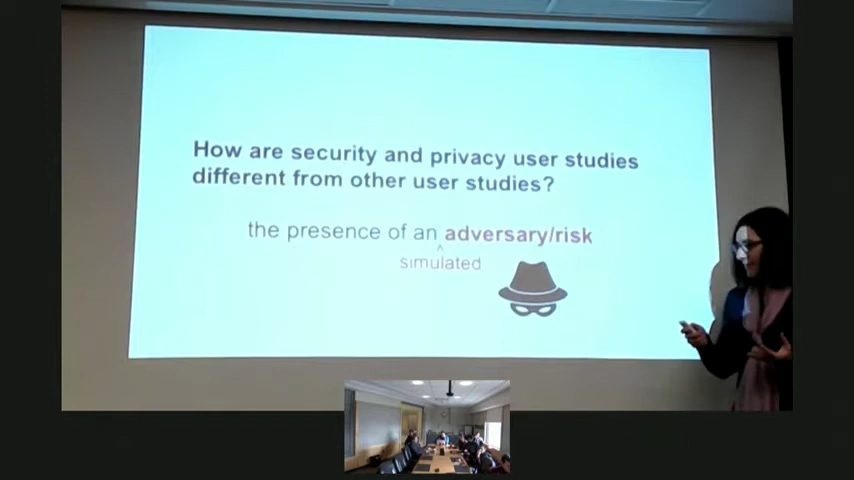 How are security and privacy user studies
different from other user studies?
the presence of an adversary/risk
^
simulated